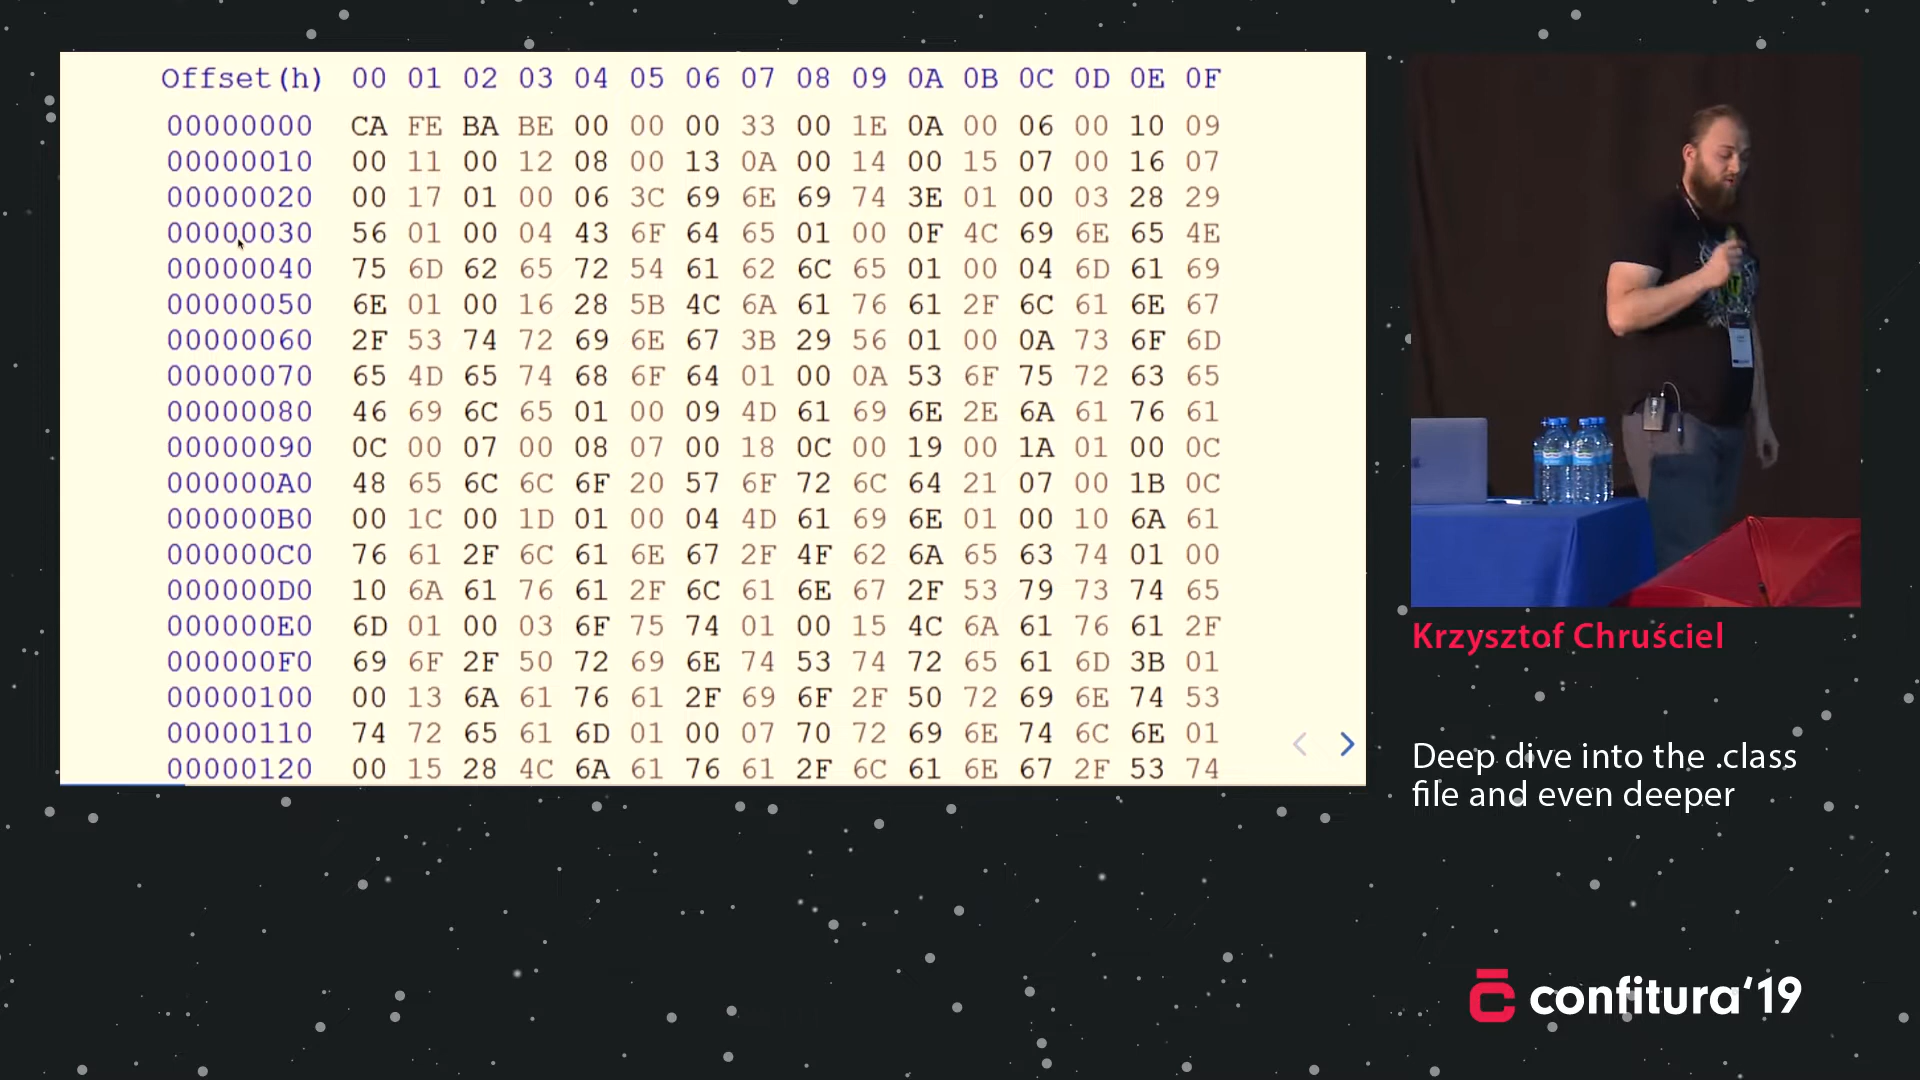 Offset(h) 00 01 02 03 04 05 06 07 08 09 0A 0B 0C 0D 0E 0F
00000000 CA FE BA BE 00 00 00 33 00 1E 0A 00 06 00 10 09
00000010 00 11 00 12 08 00 13 0A 00 14 00 15 07 00 16 07
00000020 00 17 01 00 06 3C 69 6E 69 74 3E 01 00 03 28 29
00000030 56 01 00 04 43 6F 64 65 01 00 0F 4C 69 6E 65 4E
00000040 75 6D 62 65 72 54 61 62 6C 65 01 00 04 6D 61 69
00000050 6E 01 00 16 28 5B 4C 6A 61 76 61 2F 6C 61 6E 67
00000060 2F 53 74 72 69 6E 67 3B 29 56 01 00 0A 73 6F 6D
00000070 65 4D 65 74 68 6F 64 01 00 0A 53 6F 75 72 63 65
00000080 46 69 6C 65 01 00 09 4D 61 69 6E 2E 6A 61 76 61
00000090 0C 00 07 00 08 07 00 18 0C 00 19 00 1A 01 00 0C
000000A0 48 65 6C 6C 6F 20 57 6F 72 6C 64 21 07 00 1B 0C
000000B0 00 1C 00 1D 01 00 04 4D 61 69 6E 01 00 10 6A 61
000000C0 76 61 2F 6C 61 6E 67 2F 4F 62 6A 65 63 74 01 00
000000D0 10 6A 61 76 61 2F 6C 61 6E 67 2F 53 79 73 74 65
000000E0 6D 01 00 03 6F 75 74 01 00 15 4C 6A 61 76 61 2F
000000F0 69 6F 2F 50 72 69 6E 74 53 74 72 65 61 6D 3B 01
00000100 00 13 6A 61 76 61 2F 69 6F 2F 50 72 69 6E 74 53
00000110 74 72 65 61 6D 01 00 07 70 72 69 6E 74 6C 6E 01
00000120 00 15 28 4C 6A 61 76 61 2F 6C 61 6E 67 2F 53 74
Krzysztof Chruściel
Deep dive into the .class
file and even deeper
confitura‘19